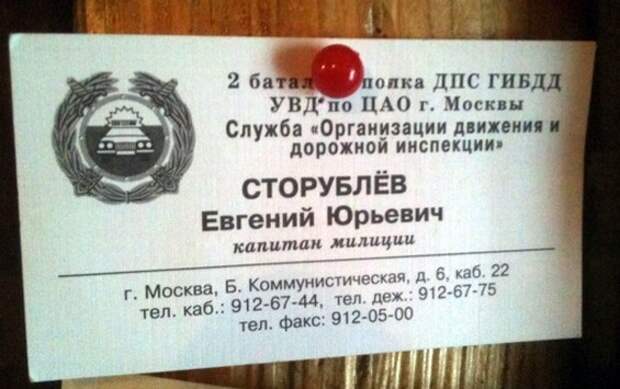 2 батал полка ДПС ГИБДД
УВД по ЦАО г. Москвы
Служба «Организации движения и
дорожной инспекции»
СТОРУБЛЁВ
Евгений Юрьевич
капитан милиции
г. Москва, Б. Коммунистическая, д. 6, каб. 22
тел. каб.: 912-67-44, тел. деж.: 912-67-75
тел. факс: 912-05-00